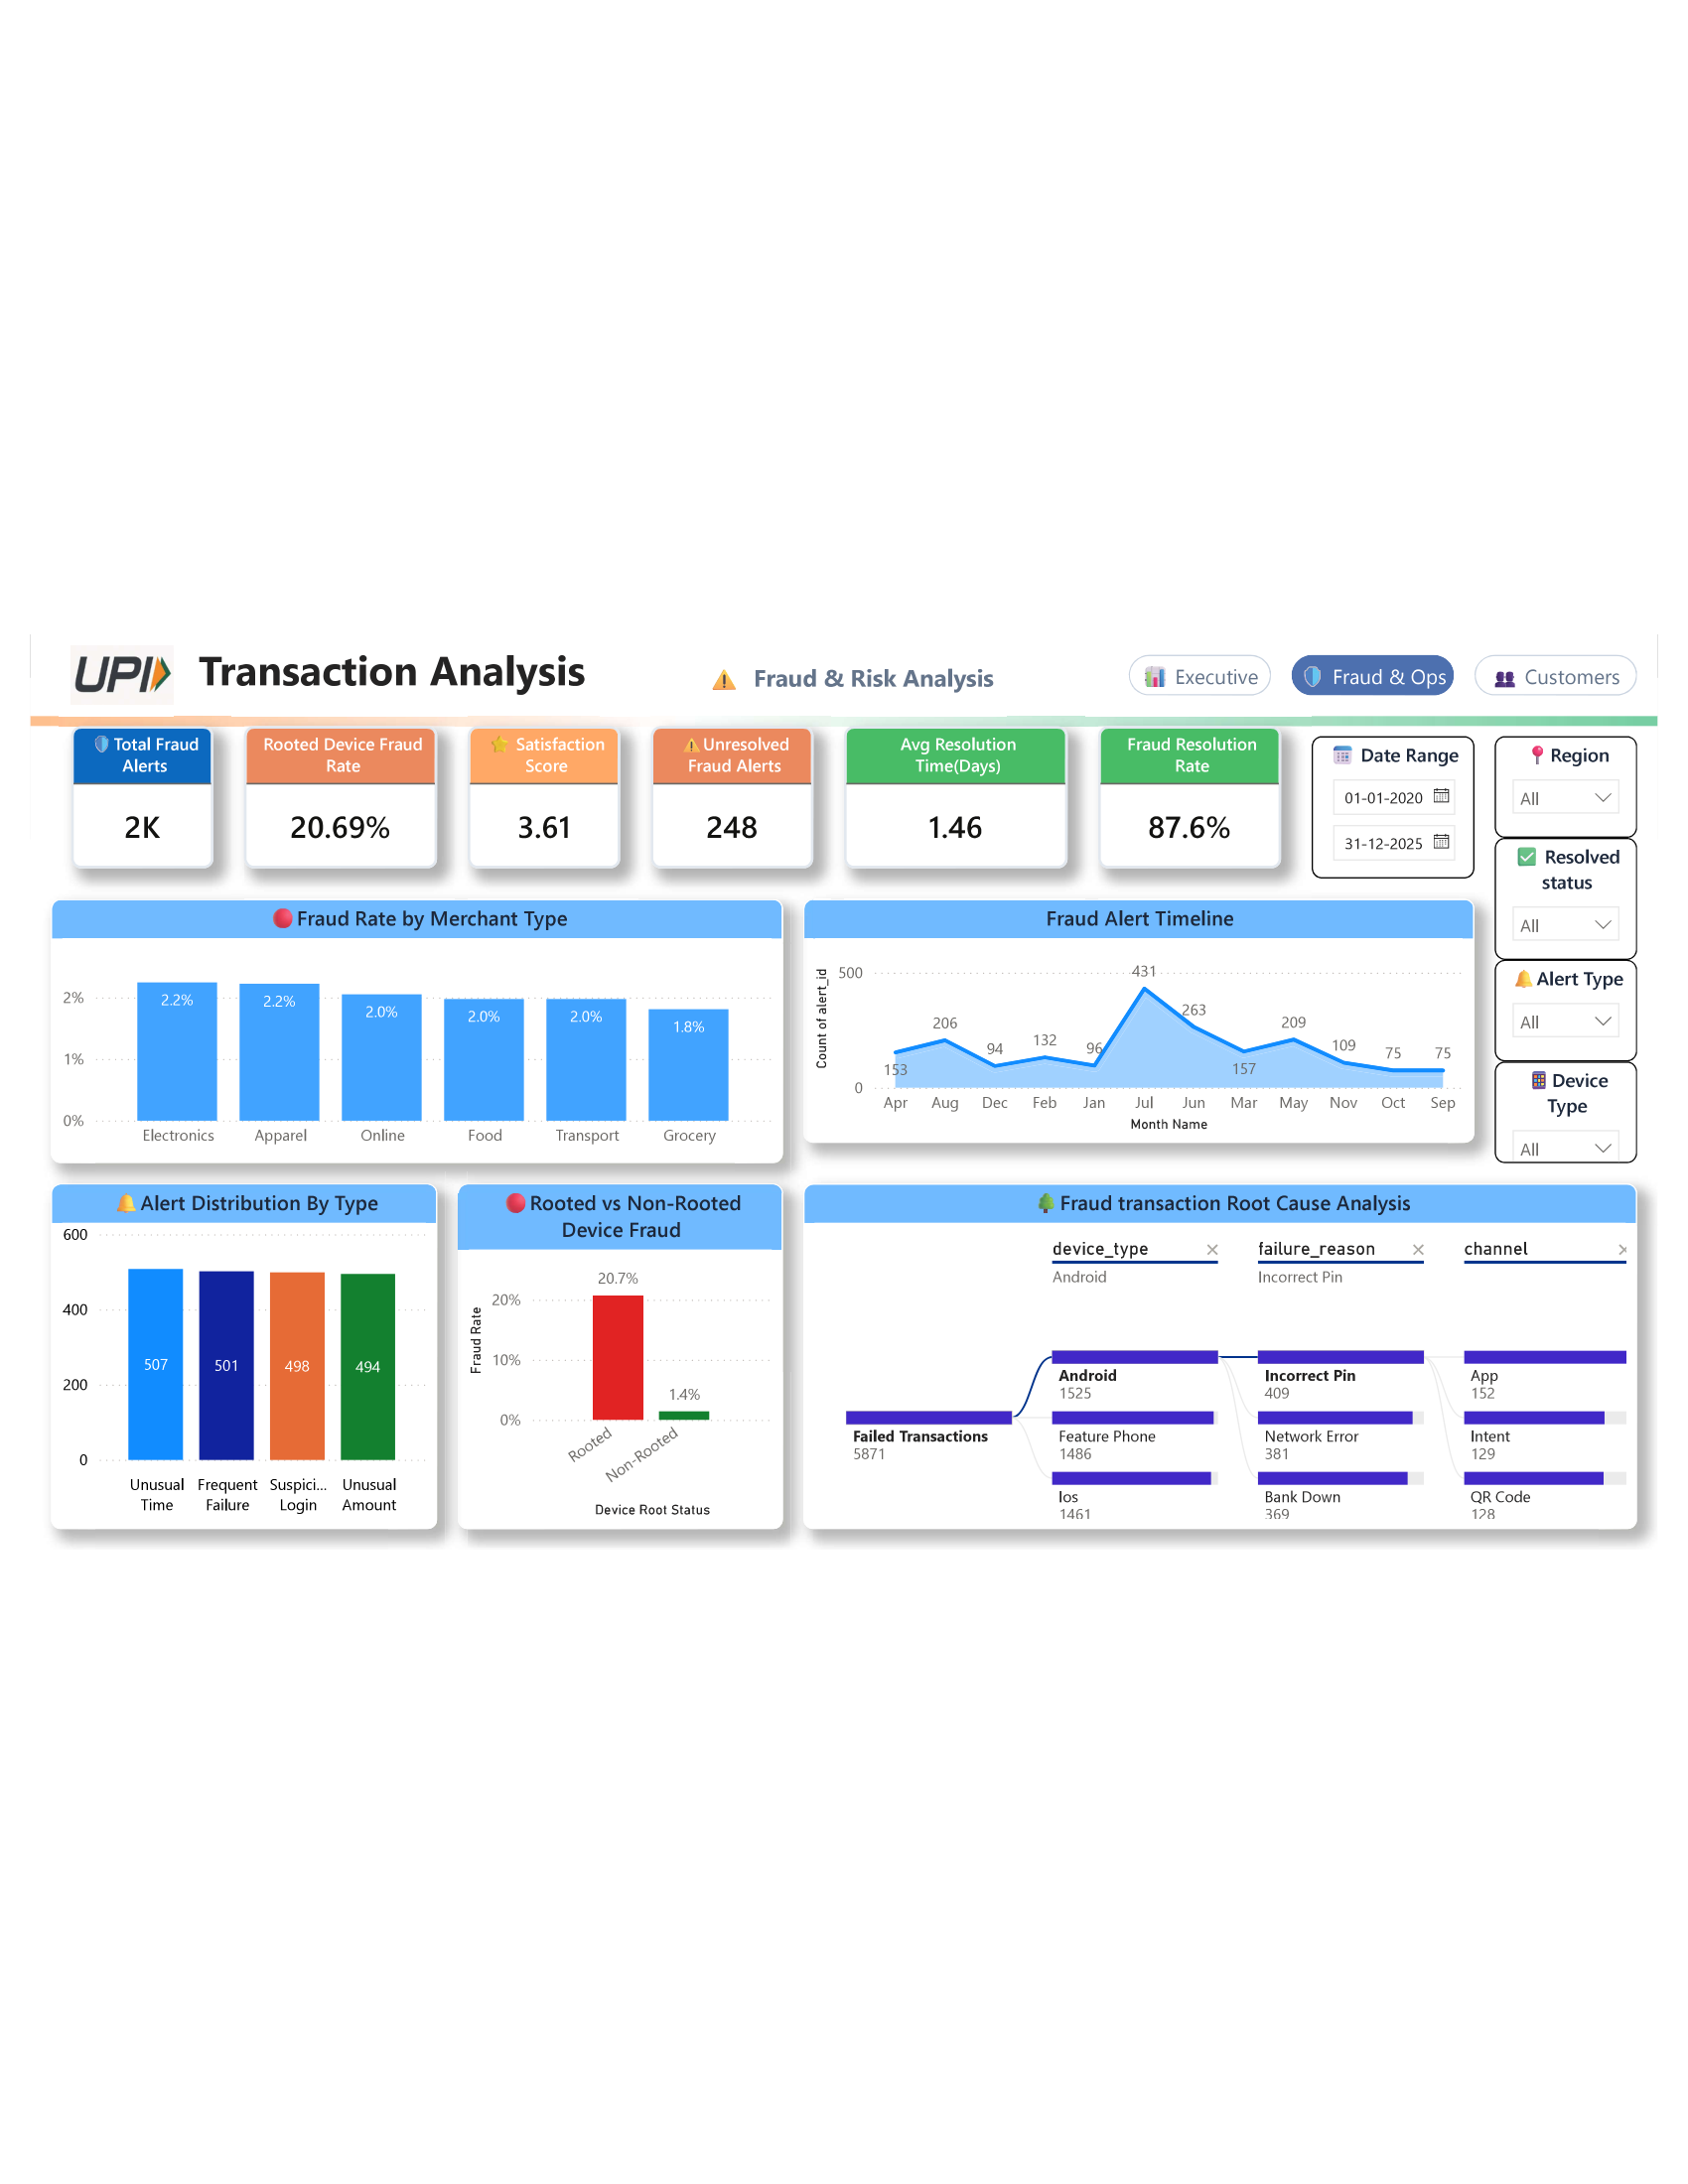 UPI Transaction Analysis
⚠ Fraud & Risk Analysis
Executive
Fraud & Ops
Customers
Total Fraud
Alerts
2K
Rooted Device Fraud
Rate
20.69%
Satisfaction
Score
3.61
Unresolved
Fraud Alerts
248
Avg Resolution
Time(Days)
1.46
Fraud Resolution
Rate
87.6%
Date Range
01-01-2020
31-12-2025
Region
All
Resolved
status
All
Alert Type
All
Device
Type
All
Fraud Rate by Merchant Type
2%
1%
0%
2.2%
2.2%
2.0%
2.0%
2.0%
1.8%
Electronics
Apparel
Online
Food
Transport
Grocery
Fraud Alert Timeline
Count of alert_id
500
0
153
206
94
132
96
431
263
157
209
109
75
75
Apr
Aug
Dec
Feb
Jan
Jul
Jun
Mar
May
Nov
Oct
Sep
Month Name
Alert Distribution By Type
600
400
200
0
507
501
498
494
Unusual
Time
Frequent
Failure
Suspici...
Login
Unusual
Amount
Rooted vs Non-Rooted
Device Fraud
Fraud Rate
20%
10%
0%
20.7%
1.4%
Rooted
Non-Rooted
Device Root Status
Fraud transaction Root Cause Analysis
device_type
Android
failure_reason
Incorrect Pin
channel
Failed Transactions
5871
Android
1525
Feature Phone
1486
Ios
1461
Incorrect Pin
409
Network Error
381
Bank Down
369
App
152
Intent
129
QR Code
128